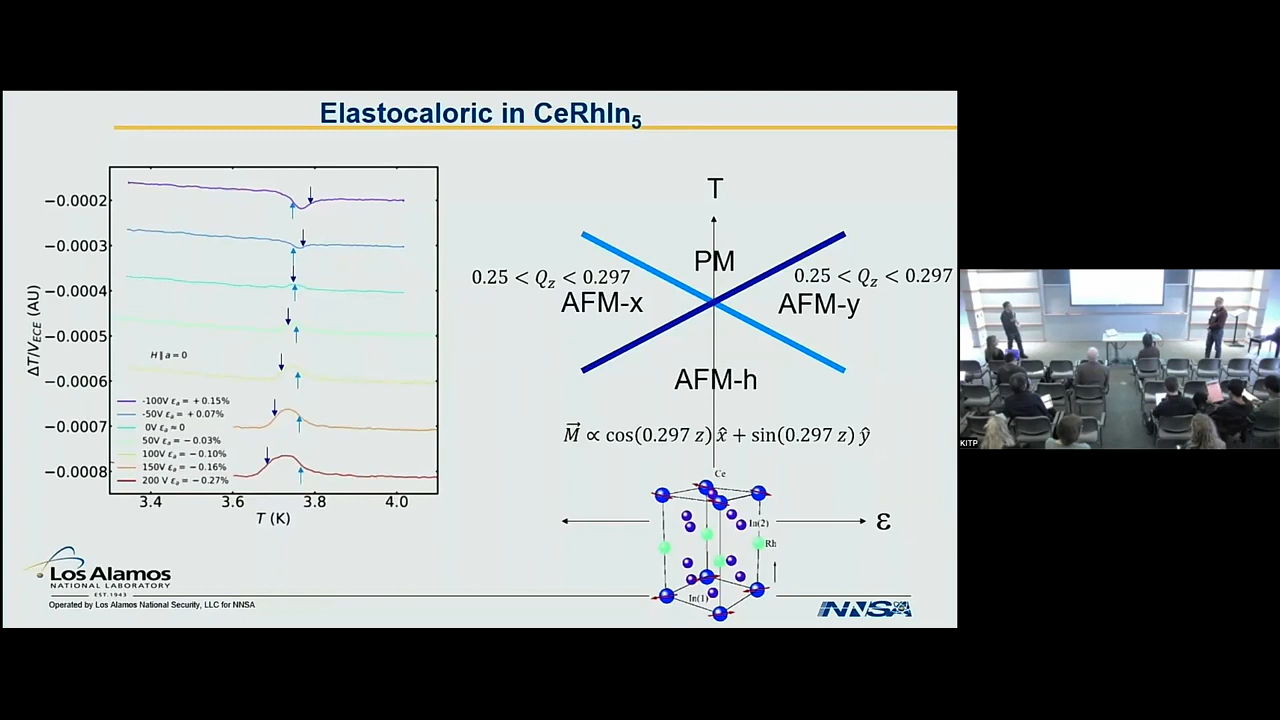 Elastocaloric in CeRhIn₅
ΔT/V_ECE (AU)
−0.0002
−0.0003
−0.0004
−0.0005
−0.0006
−0.0007
−0.0008
H ∥ a = 0
-100V εₐ = +0.15%
-50V εₐ = +0.07%
0V εₐ ≈ 0
50V εₐ = −0.03%
100V εₐ = −0.10%
150V εₐ = −0.16%
200 V εₐ = −0.27%
3.4 3.6 3.8 4.0
T (K)
T
PM
0.25 < Q_z < 0.297
0.25 < Q_z < 0.297
AFM-x
AFM-y
AFM-h
M⃗ ∝ cos(0.297 z) x̂ + sin(0.297 z) ŷ
Ce
In(2)
Rh
In(1)
ε
Los Alamos
NATIONAL LABORATORY
EST.1943
Operated by Los Alamos National Security, LLC for NNSA
NNSA
KITP